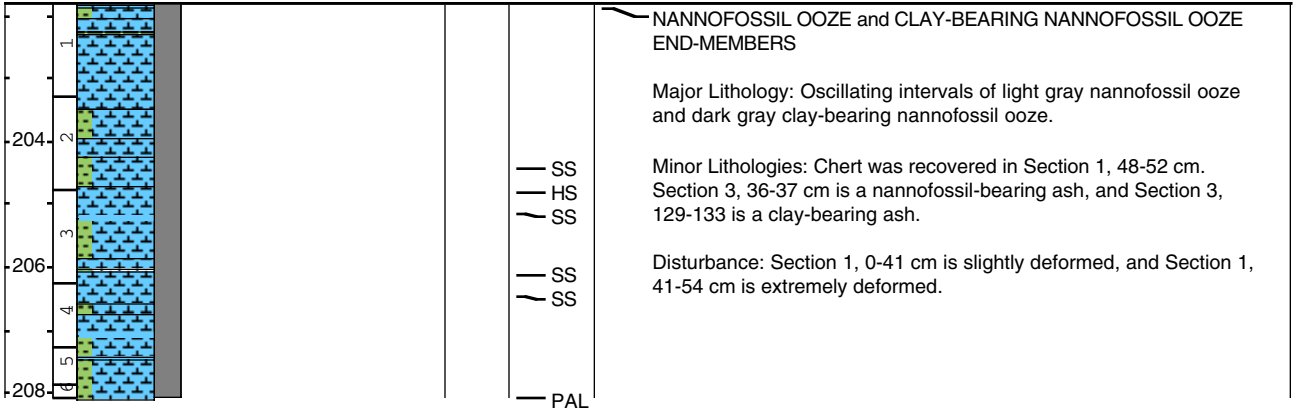 NANNOFOSSIL OOZE and CLAY-BEARING NANNOFOSSIL OOZE
END-MEMBERS
Major Lithology: Oscillating intervals of light gray nannofossil ooze
and dark gray clay-bearing nannofossil ooze.
Minor Lithologies: Chert was recovered in Section 1, 48-52 cm.
Section 3, 36-37 cm is a nannofossil-bearing ash, and Section 3,
129-133 is a clay-bearing ash.
Disturbance: Section 1, 0-41 cm is slightly deformed, and Section 1,
41-54 cm is extremely deformed.
1
2
3
4
5
6
204
206
208
SS
HS
SS
SS
SS
PAL